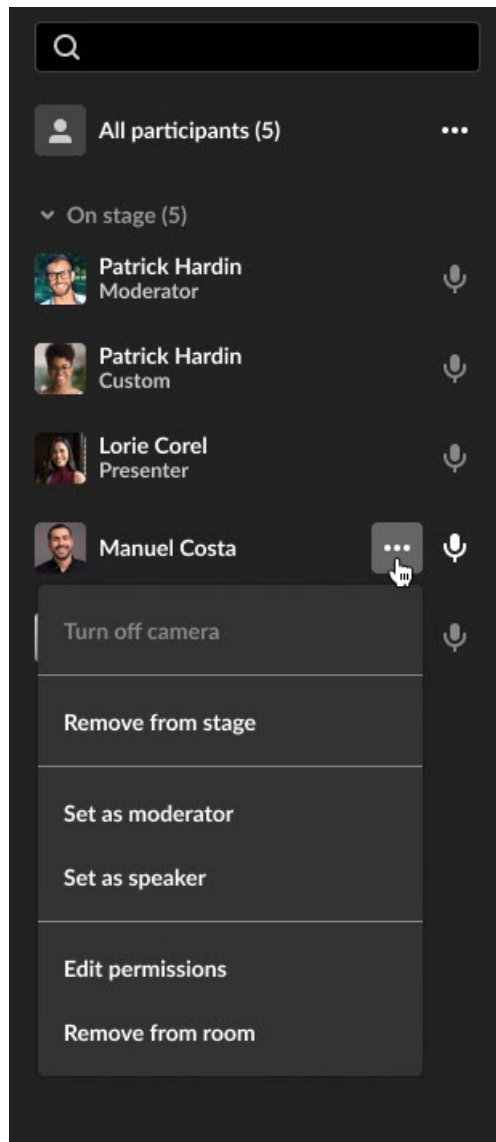 All participants (5)
On stage (5)
Patrick Hardin
Moderator
Patrick Hardin
Custom
Lorie Corel
Presenter
Manuel Costa
Turn off camera
Remove from stage
Set as moderator
Set as speaker
Edit permissions
Remove from room